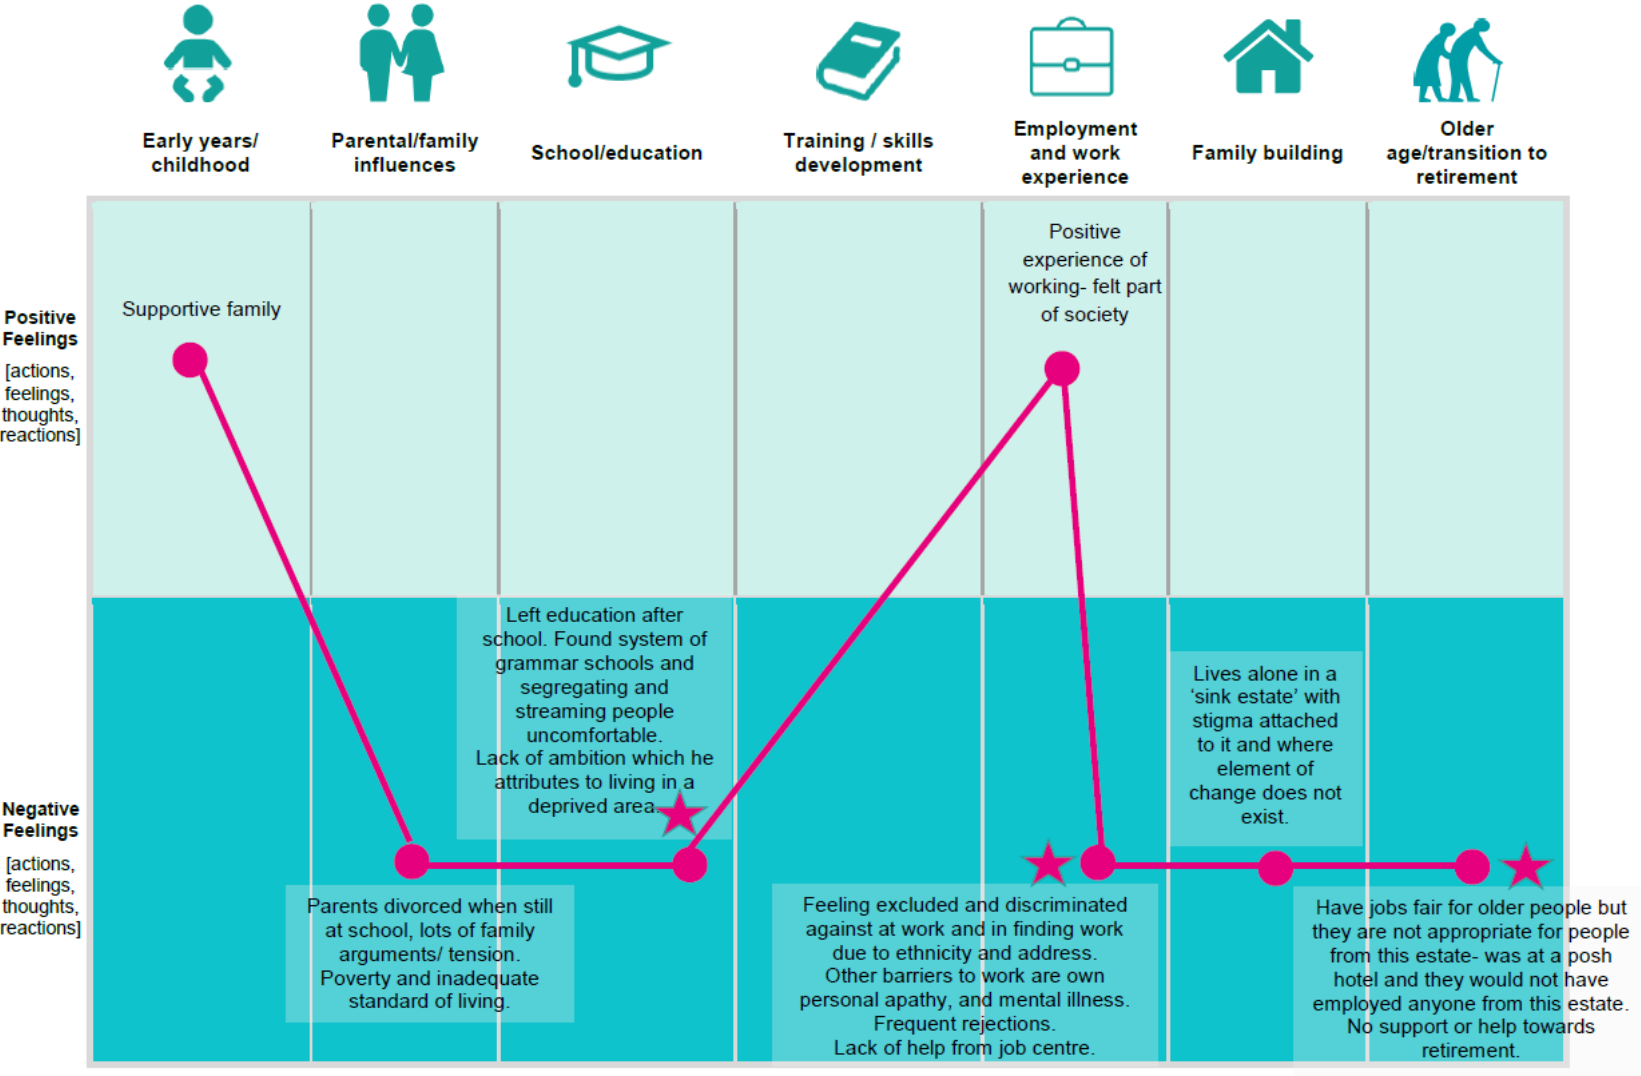 Early years/
childhood
Parental/family
influences
School/education
Training / skills
development
Employment
and work
experience
Family building
Older
age/transition to
retirement
Positive
Feelings
[actions,
feelings,
thoughts,
reactions]
Supportive family
Positive
experience of
working- felt part
of society
Negative
Feelings
[actions,
feelings,
thoughts,
reactions]
Parents divorced when still
at school, lots of family
arguments/ tension.
Poverty and inadequate
standard of living.
Left education after
school. Found system of
grammar schools and
segregating and
streaming people
uncomfortable.
Lack of ambition which he
attributes to living in a
deprived area.
Feeling excluded and discriminated
against at work and in finding work
due to ethnicity and address.
Other barriers to work are own
personal apathy, and mental illness.
Frequent rejections.
Lack of help from job centre.
Lives alone in a
‘sink estate’ with
stigma attached
to it and where
element of
change does not
exist.
Have jobs fair for older people but
they are not appropriate for people
from this estate- was at a posh
hotel and they would not have
employed anyone from this estate.
No support or help towards
retirement.